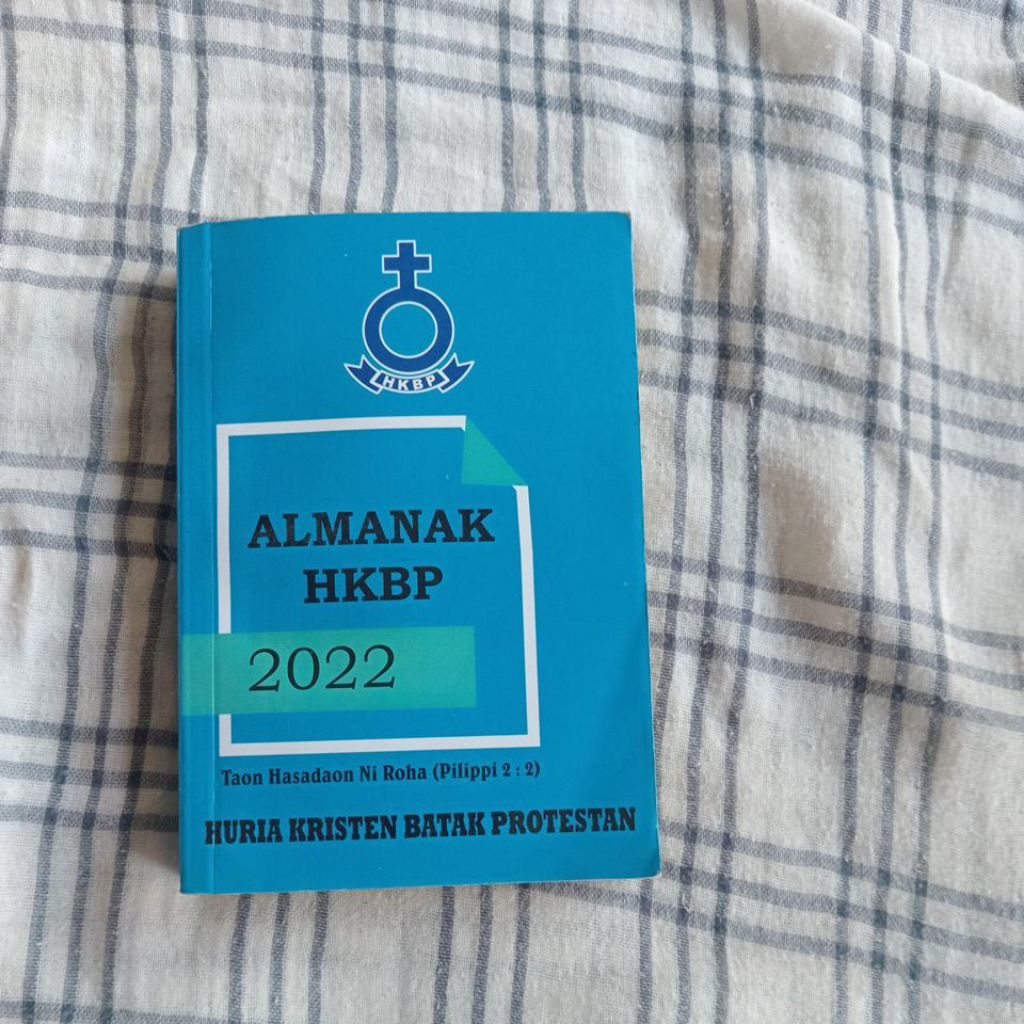 HKBP
ALMANAK
HKBP
2022
Taon Hasadaon Ni Roha (Pilippi 2 : 2)
HURIA KRISTEN BATAK PROTESTAN